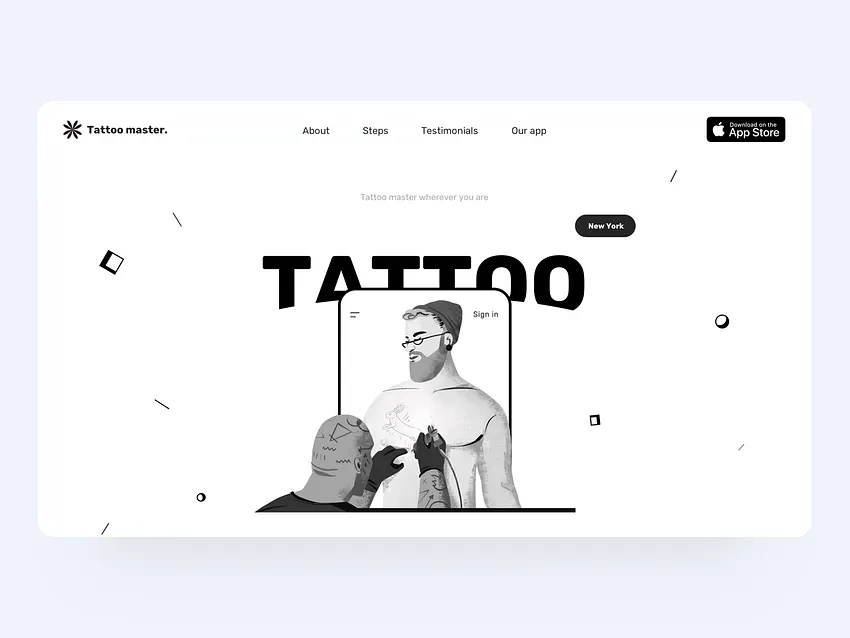 Tattoo master.
About
Steps
Testimonials
Our app
Download on the
App Store
Tattoo master wherever you are
New York
TATTOO
Sign in